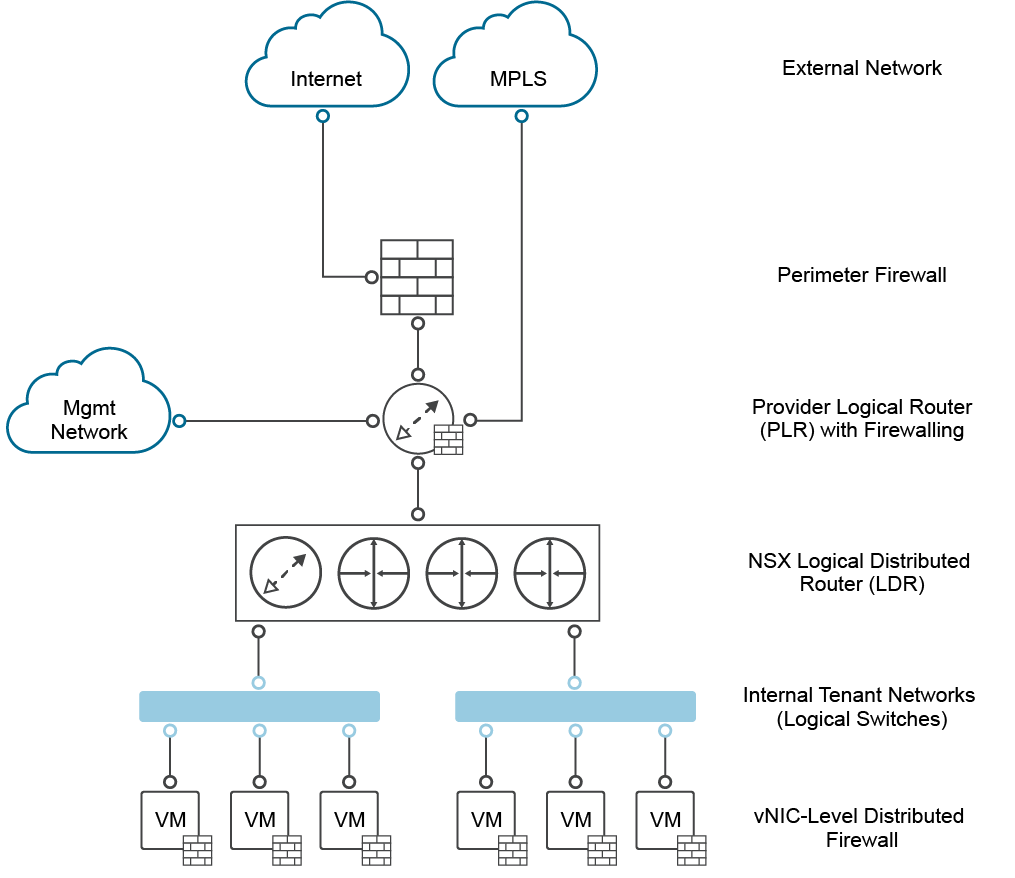 Internet
MPLS
External Network
Perimeter Firewall
Mgmt
Network
Provider Logical Router
(PLR) with Firewalling
NSX Logical Distributed
Router (LDR)
Internal Tenant Networks
(Logical Switches)
VM
VM
VM
VM
VM
VM
vNIC-Level Distributed
Firewall